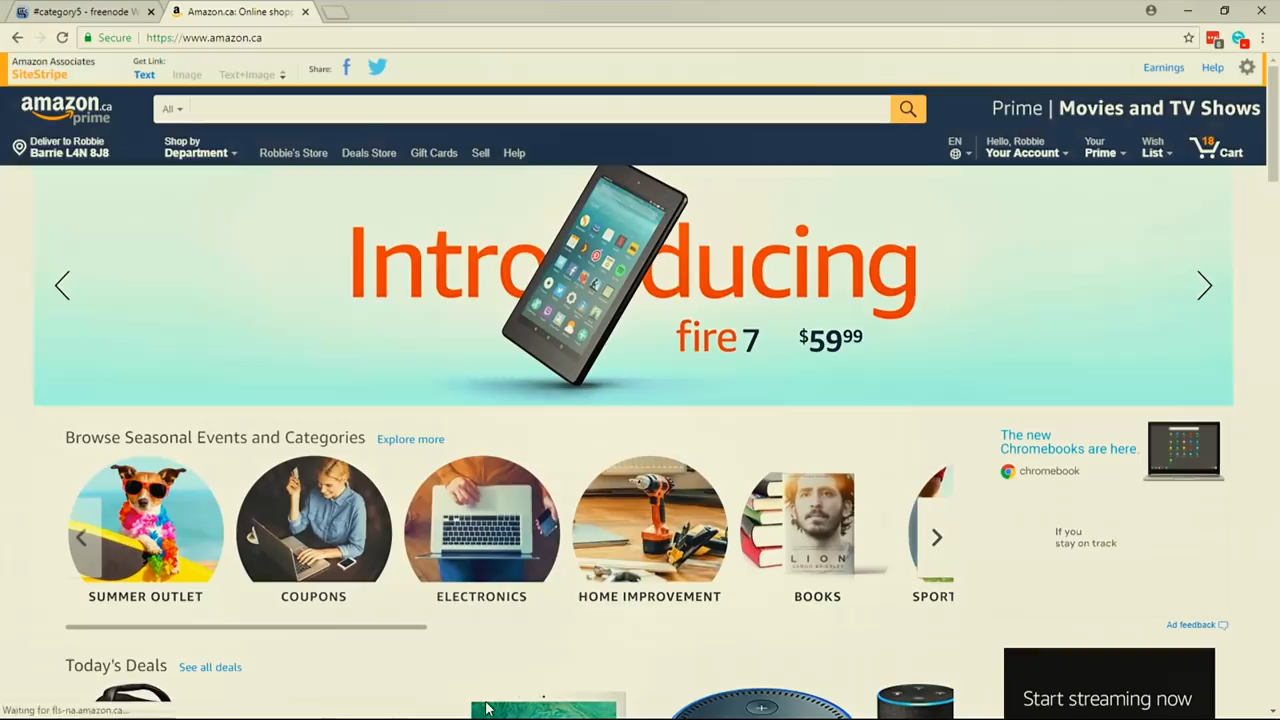 #category5 - freenode W
Amazon.ca: Online shop
Secure https://www.amazon.ca
Amazon Associates
SiteStripe
Get Link:
Text Image Text+Image
Share:
Earnings Help
amazon.ca
prime
All
Prime | Movies and TV Shows
Deliver to Robbie
Barrie L4N 8J8
Shop by
Department
Robbie's Store Deals Store Gift Cards Sell Help
EN
Hello, Robbie
Your Account
Your
Prime
Wish
List
18
Cart
Introducing
fire 7 $59.99
Browse Seasonal Events and Categories Explore more
The new
Chromebooks are here.
chromebook
If you
stay on track
LION
SUMMER OUTLET
COUPONS
ELECTRONICS
HOME IMPROVEMENT
BOOKS
SPORT
Ad feedback
Today's Deals See all deals
Start streaming now
Waiting for fls-na.amazon.ca...